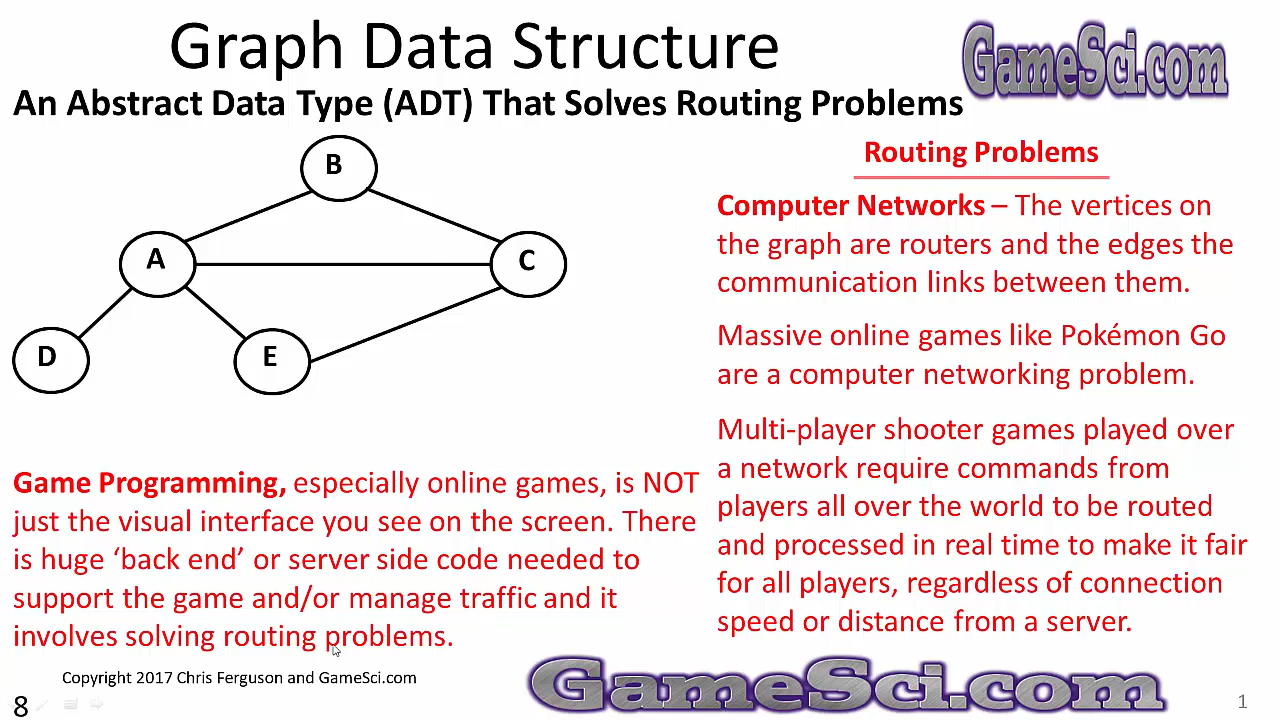 Graph Data Structure
GameSci.com
An Abstract Data Type (ADT) That Solves Routing Problems
B
A
C
D
E
Game Programming, especially online games, is NOT
just the visual interface you see on the screen. There
is huge ‘back end’ or server side code needed to
support the game and/or manage traffic and it
involves solving routing problems.
Routing Problems
Computer Networks – The vertices on
the graph are routers and the edges the
communication links between them.
Massive online games like Pokémon Go
are a computer networking problem.
Multi-player shooter games played over
a network require commands from
players all over the world to be routed
and processed in real time to make it fair
for all players, regardless of connection
speed or distance from a server.
Copyright 2017 Chris Ferguson and GameSci.com
GameSci.com
8
1